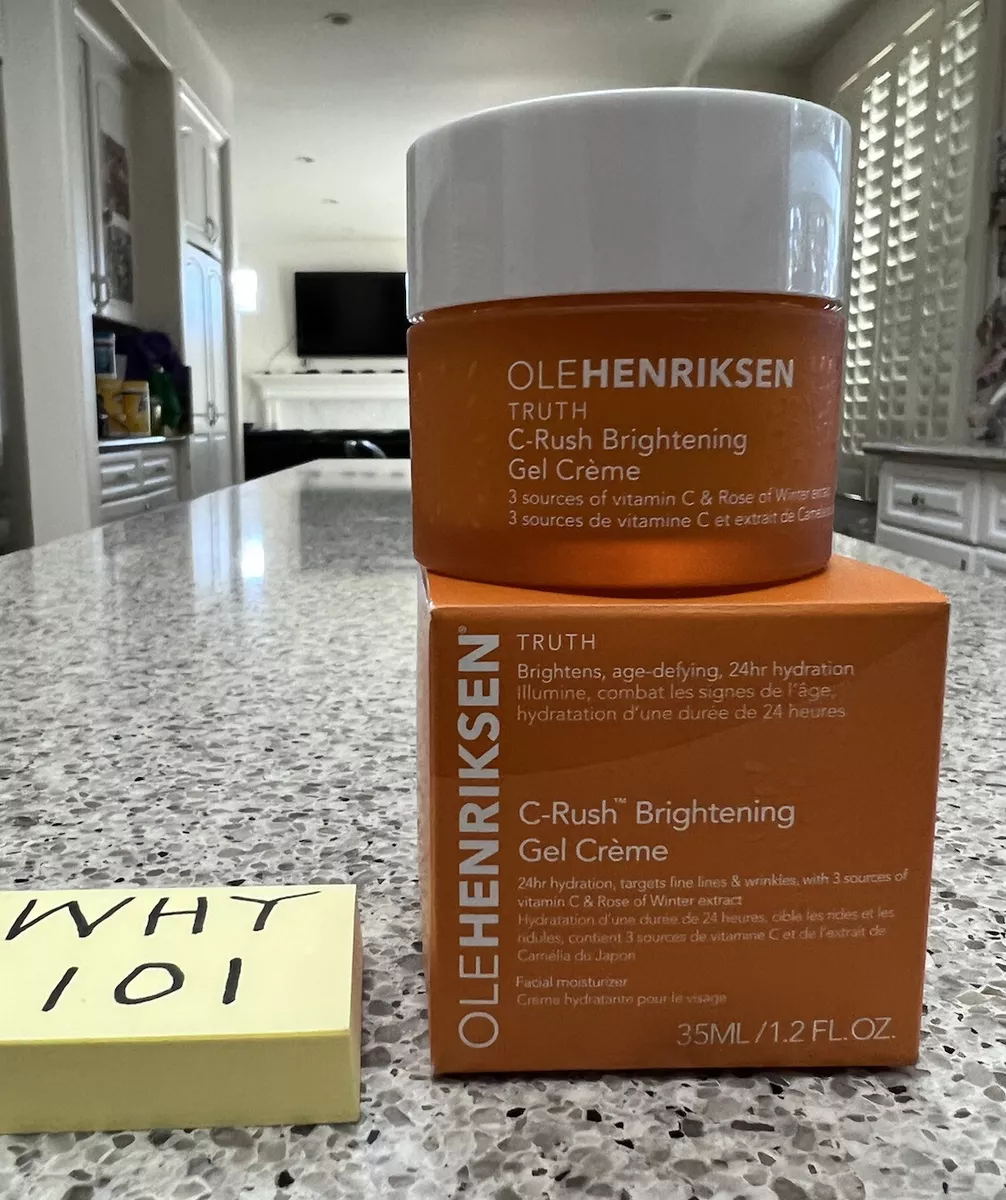 OLEHENRIKSEN
TRUTH
C-Rush Brightening
Gel Crème
3 sources of vitamin C & Rose of Winter
3 sources de vitamine C et extrait de
OLEHENRIKSEN®
TRUTH
Brightens, age-defying, 24hr hydration
Illumine, combat les signes de l'âge,
hydratation d'une durée de 24 heures
C-Rush™ Brightening
Gel Crème
24hr hydration, targets fine lines & wrinkles, with 3 sources of
vitamin C & Rose of Winter extract
Hydratation d'une durée de 24 heures, cible les rides et les
ridules, contient 3 sources de vitamine C et de l'extrait de
Camélia du Japon
Facial moisturizer
Crème hydratante pour le visage
35ML/1.2 FL.OZ.
WHY
101